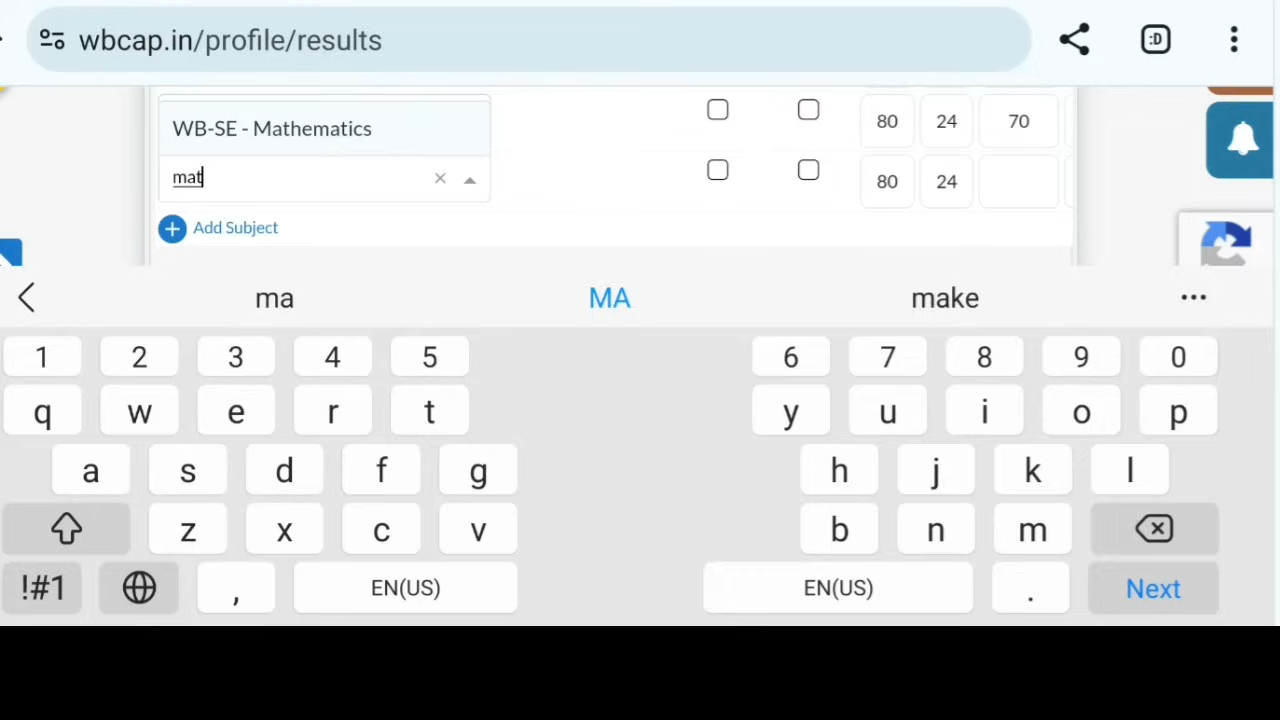 wbcap.in/profile/results
:D
WB-SE - Mathematics
80 24 70
mat
80 24
Add Subject
ma MA make
1 2 3 4 5 6 7 8 9 0
q w e r t y u i o p
a s d f g h j k l
z x c v b n m
!#1 , EN(US) EN(US) . Next